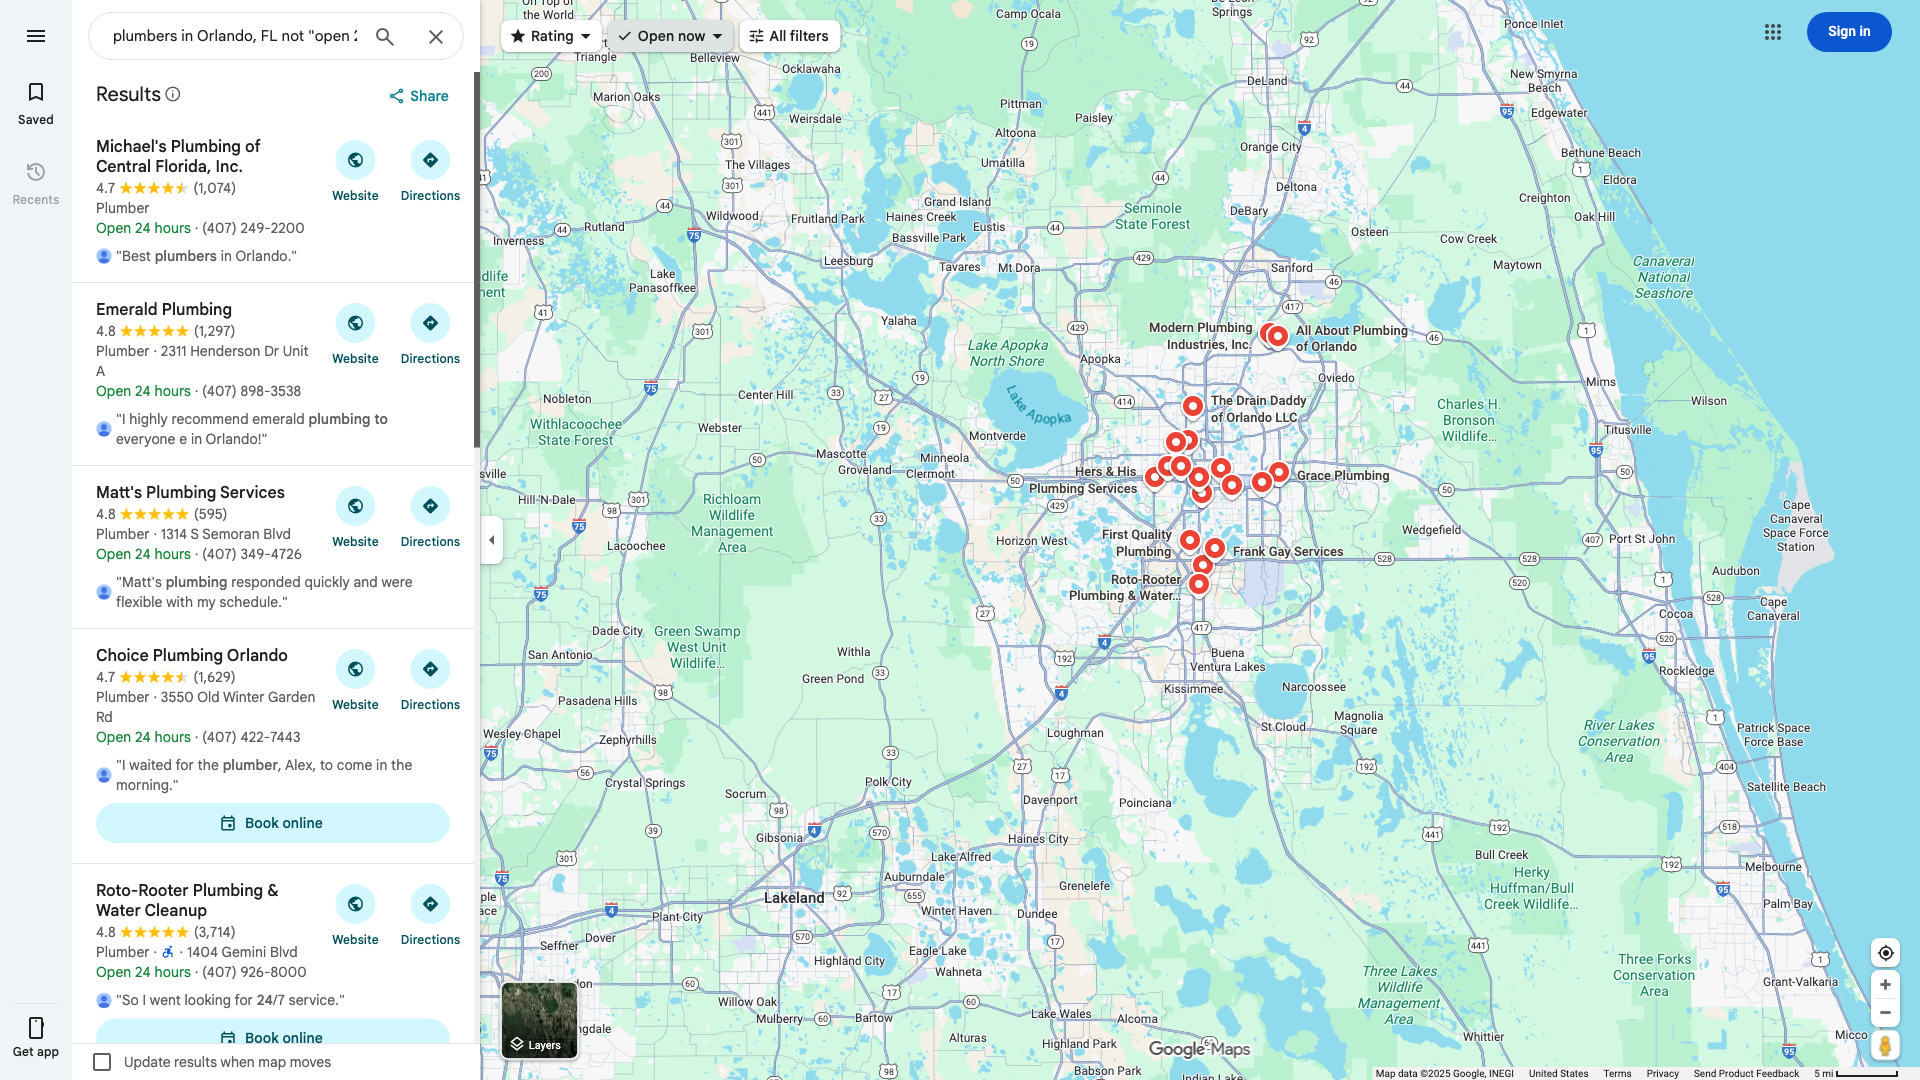 plumbers in Orlando, FL not "open 2
Rating
Open now
All filters
Sign in
Saved
Recents
Get app
Results
Share
Michael's Plumbing of
Central Florida, Inc.
4.7 (1,074)
Plumber
Open 24 hours · (407) 249-2200
"Best plumbers in Orlando."
Website
Directions
Emerald Plumbing
4.8 (1,297)
Plumber · 2311 Henderson Dr Unit
A
Open 24 hours · (407) 898-3538
"I highly recommend emerald plumbing to
everyone e in Orlando!"
Website
Directions
Matt's Plumbing Services
4.8 (595)
Plumber · 1314 S Semoran Blvd
Open 24 hours · (407) 349-4726
"Matt's plumbing responded quickly and were
flexible with my schedule."
Website
Directions
Choice Plumbing Orlando
4.7 (1,629)
Plumber · 3550 Old Winter Garden
Rd
Open 24 hours · (407) 422-7443
"I waited for the plumber, Alex, to come in the
morning."
Website
Directions
Book online
Roto-Rooter Plumbing &
Water Cleanup
4.8 (3,714)
Plumber · · 1404 Gemini Blvd
Open 24 hours · (407) 926-8000
"So I went looking for 24/7 service."
Website
Directions
Book online
Update results when map moves
On Top of
the World
Camp Ocala
De Leon
Springs
Ponce Inlet
Triangle
Belleview
Ocklawaha
Marion Oaks
Pittman
DeLand
New Smyrna
Beach
Weirsdale
Paisley
Edgewater
Altoona
Orange City
The Villages
Umatilla
Bethune Beach
Eldora
Deltona
Wildwood
Fruitland Park
Grand Island
Haines Creek
Eustis
Seminole
State Forest
DeBary
Creighton
Oak Hill
Inverness
Rutland
Bassville Park
Osteen
Cow Creek
Leesburg
Tavares
Mt Dora
Sanford
Maytown
Canaveral
National
Seashore
Lake
Panasoffkee
Yalaha
Modern Plumbing
Industries, Inc.
All About Plumbing
of Orlando
Lake Apopka
North Shore
Apopka
Oviedo
Mims
Nobleton
Center Hill
Lake Apopka
The Drain Daddy
of Orlando LLC
Charles H.
Bronson
Wildlife...
Wilson
Withlacoochee
State Forest
Webster
Montverde
Titusville
Mascotte
Groveland
Minneola
Clermont
Hers & His
Plumbing Services
Grace Plumbing
Hill N Dale
Richloam
Wildlife
Management
Area
Cape
Canaveral
Space Force
Station
Lacoochee
Horizon West
First Quality
Plumbing
Frank Gay Services
Wedgefield
Port St John
Roto-Rooter
Plumbing & Water...
Audubon
Cape
Canaveral
Cocoa
Dade City
Green Swamp
West Unit
Wildlife...
San Antonio
Withla
Green Pond
Buena
Ventura Lakes
Kissimmee
Narcoossee
Rockledge
Pasadena Hills
Wesley Chapel
Zephyrhills
Loughman
St Cloud
Magnolia
Square
River Lakes
Conservation
Area
Patrick Space
Force Base
Crystal Springs
Polk City
Socrum
Davenport
Poinciana
Satellite Beach
Gibsonia
Haines City
Lake Alfred
Bull Creek
Melbourne
Lakeland
Auburndale
Grenelefe
Herky
Huffman/Bull
Creek Wildlife...
Palm Bay
Plant City
Winter Haven
Dundee
Seffner
Dover
Eagle Lake
Highland City
Wahneta
Three Lakes
Wildlife
Management
Area
Three Forks
Conservation
Area
Grant-Valkaria
Willow Oak
Mulberry
Bartow
Lake Wales
Alcoma
Alturas
Highland Park
Whittier
Micco
Babson Park
Indian Lake
Layers
Google Maps
Map data ©2025 Google, INEGI
United States
Terms
Privacy
Send Product Feedback
5 mi